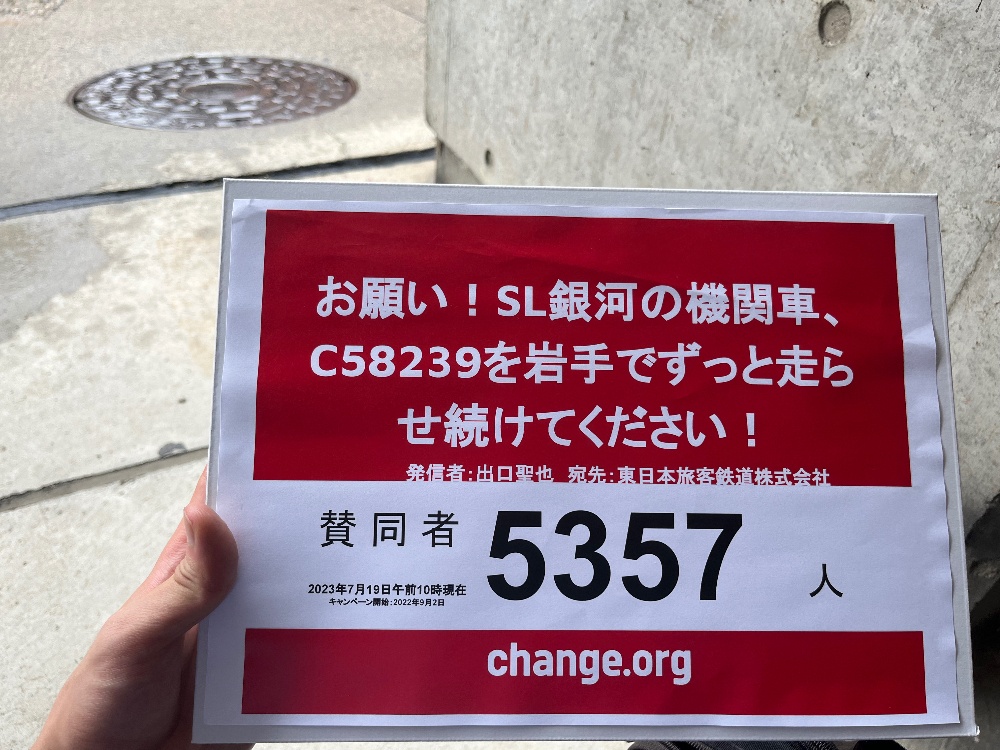 お願い！SL銀河の機関車、
C58239を岩手でずっと走ら
せ続けてください！
発信者：出口聖也 宛先：東日本旅客鉄道株式会社
賛同者 5357 人
2023年7月19日午前10時現在
キャンペーン開始：2022年9月2日
change.org